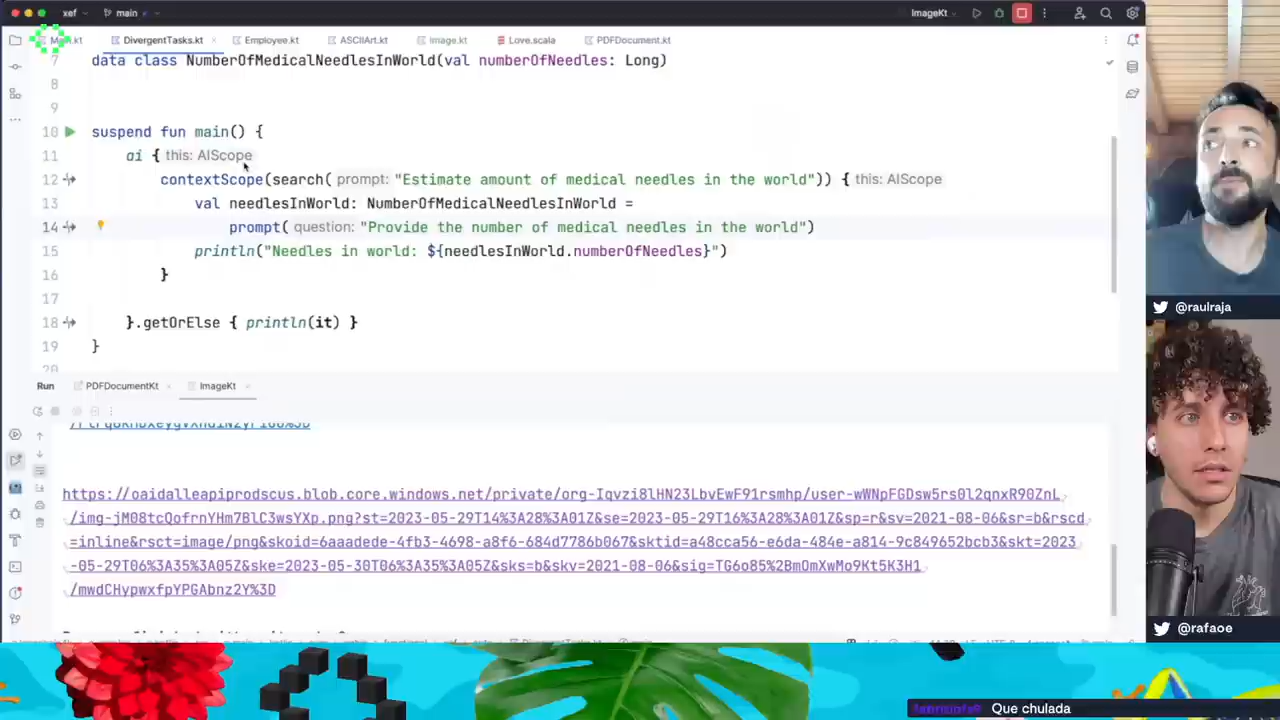 xef
main
ImageKt
Main.kt
DivergentTasks.kt
Employee.kt
ASCIIArt.kt
Image.kt
Love.scala
PDFDocument.kt
7 data class NumberOfMedicalNeedlesInWorld(val numberOfNeedles: Long)
8
9
10 suspend fun main() {
11 ai { this: AIScope
12 contextScope(search( prompt: "Estimate amount of medical needles in the world")) { this: AIScope
13 val needlesInWorld: NumberOfMedicalNeedlesInWorld =
14 prompt( question: "Provide the number of medical needles in the world")
15 println("Needles in world: ${needlesInWorld.numberOfNeedles}")
16 }
17
18 }.getOrElse { println(it) }
19 }
20
Run
PDFDocumentKt
ImageKt
https://oaidalleapiprodscus.blob.core.windows.net/private/org-Iqvzi8lHN23LbvEwF91rsmhp/user-wWNpFGDsw5rs0l2qnxR90ZnL
/img-jM08tcQofrnYHm7BlC3wsYXp.png?st=2023-05-29T14%3A28%3A01Z&se=2023-05-29T16%3A28%3A01Z&sp=r&sv=2021-08-06&sr=b&rscd
=inline&rsct=image/png&skoid=6aaadede-4fb3-4698-a8f6-684d7786b067&sktid=a48cca56-e6da-484e-a814-9c849652bcb3&skt=2023
-05-29T06%3A35%3A05Z&ske=2023-05-30T06%3A35%3A05Z&sks=b&skv=2021-08-06&sig=TG6o85%2BmOmXwMo9Kt5K3H1
/mwdCHypwxfpYPGAbnz2Y%3D
@raulraja
@rafaoe
Que chulada